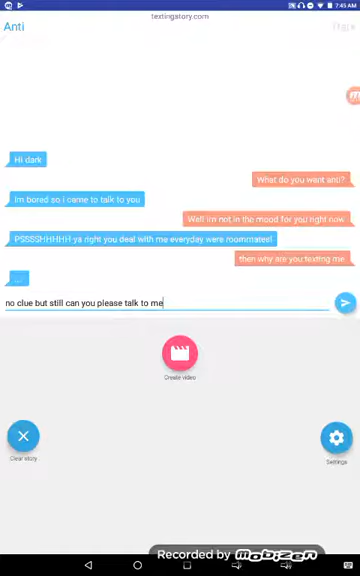 7:45 AM
textingstory.com
Anti
Hi dark
What do you want anti?
Im bored so i came to talk to you
Well im not in the mood for you right now
PSSSSHHHHH ya right you deal with me everyday were roommates!
then why are you texting me
no clue but still can you please talk to me
Create video
Clear story
Settings
Recorded by mobizen